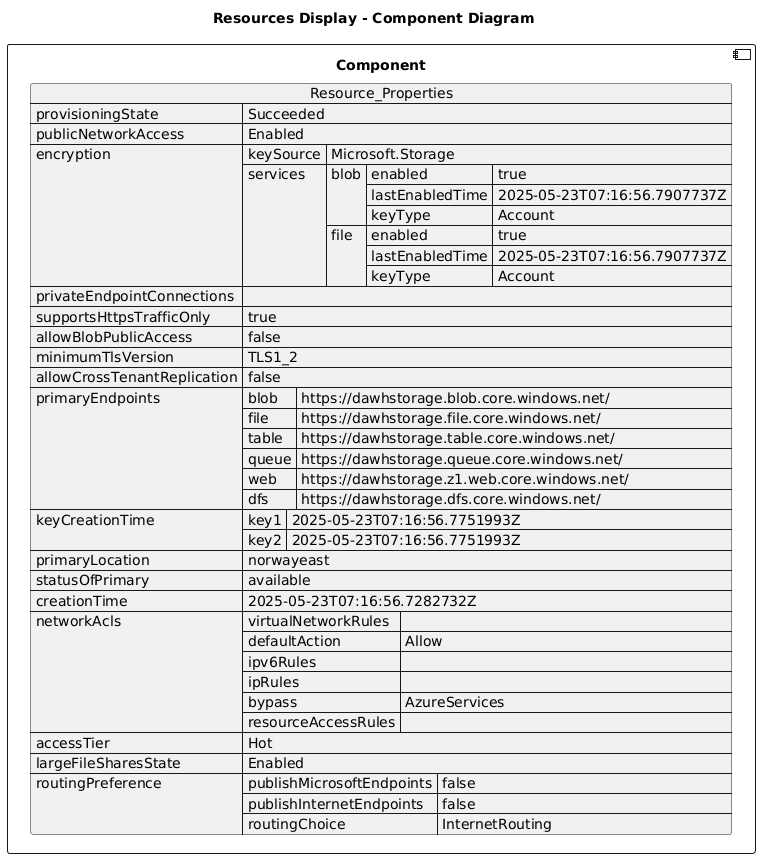 Resources Display - Component Diagram
Component
Resource_Properties
provisioningState Succeeded
publicNetworkAccess Enabled
encryption keySource Microsoft.Storage
services blob enabled true
lastEnabledTime 2025-05-23T07:16:56.7907737Z
keyType Account
file enabled true
lastEnabledTime 2025-05-23T07:16:56.7907737Z
keyType Account
privateEndpointConnections
supportsHttpsTrafficOnly true
allowBlobPublicAccess false
minimumTlsVersion TLS1_2
allowCrossTenantReplication false
primaryEndpoints blob https://dawhstorage.blob.core.windows.net/
file https://dawhstorage.file.core.windows.net/
table https://dawhstorage.table.core.windows.net/
queue https://dawhstorage.queue.core.windows.net/
web https://dawhstorage.z1.web.core.windows.net/
dfs https://dawhstorage.dfs.core.windows.net/
keyCreationTime key1 2025-05-23T07:16:56.7751993Z
key2 2025-05-23T07:16:56.7751993Z
primaryLocation norwayeast
statusOfPrimary available
creationTime 2025-05-23T07:16:56.7282732Z
networkAcls virtualNetworkRules
defaultAction Allow
ipv6Rules
ipRules
bypass AzureServices
resourceAccessRules
accessTier Hot
largeFileSharesState Enabled
routingPreference publishMicrosoftEndpoints false
publishInternetEndpoints false
routingChoice InternetRouting